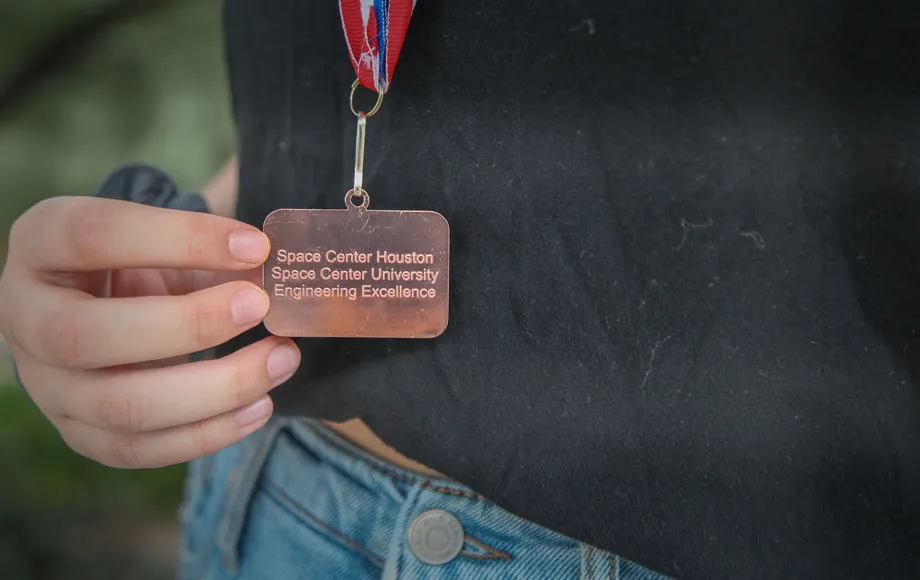 Space Center Houston
Space Center University
Engineering Excellence